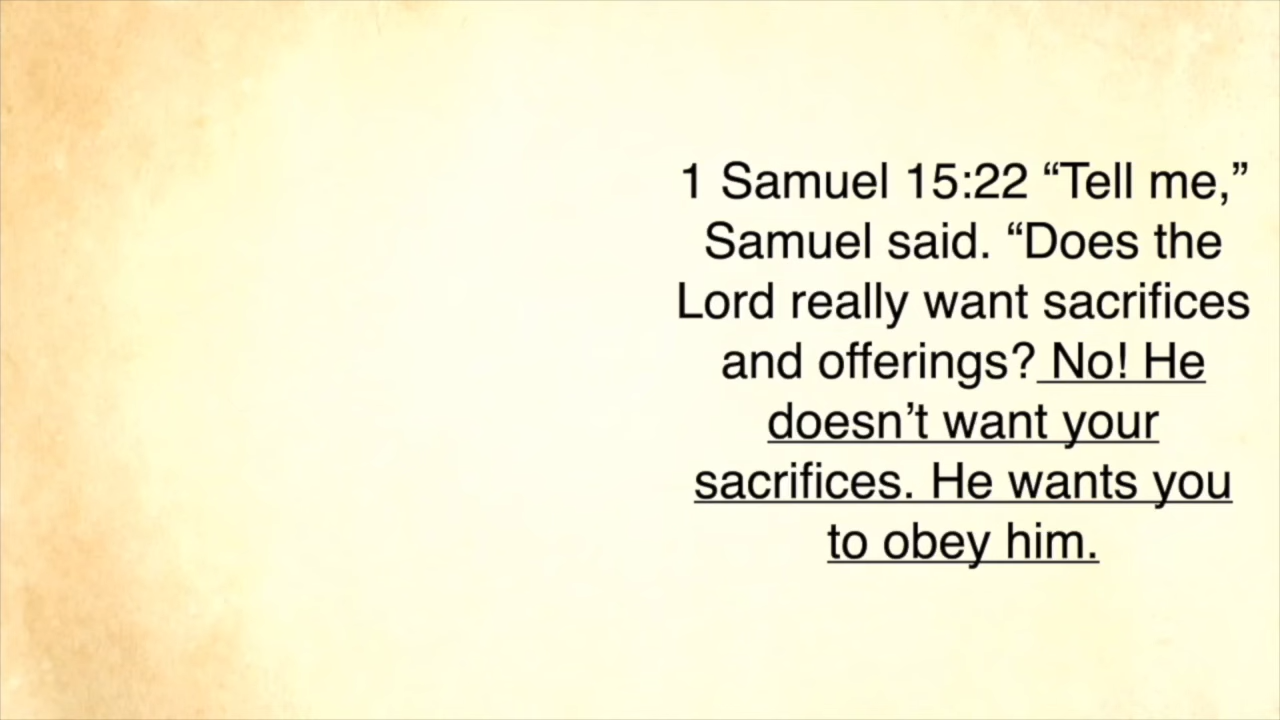 1 Samuel 15:22 “Tell me,”
Samuel said. “Does the
Lord really want sacrifices
and offerings? No! He
doesn’t want your
sacrifices. He wants you
to obey him.